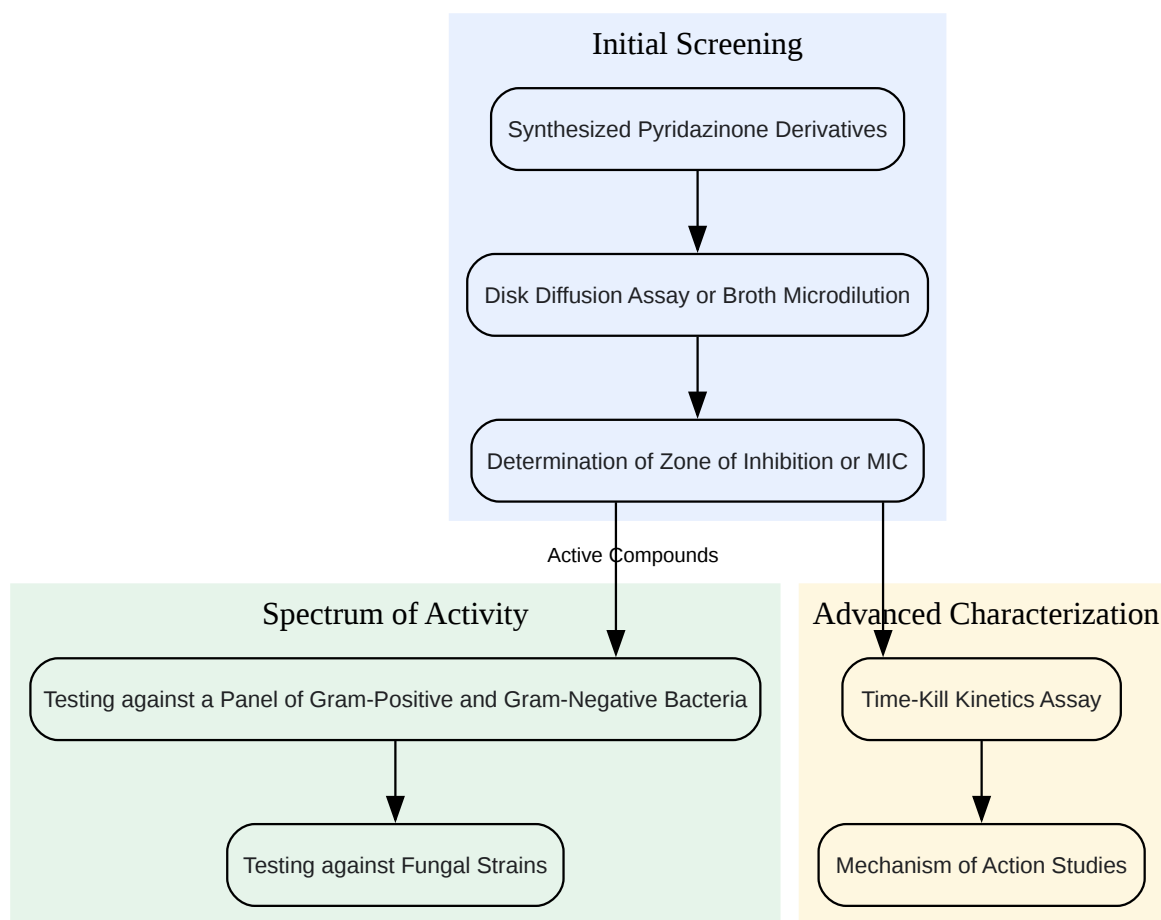 Initial Screening
Synthesized Pyridazinone Derivatives
Disk Diffusion Assay or Broth Microdilution
Determination of Zone of Inhibition or MIC
Active Compounds
Spectrum of Activity
Testing against a Panel of Gram-Positive and Gram-Negative Bacteria
Testing against Fungal Strains
Advanced Characterization
Time-Kill Kinetics Assay
Mechanism of Action Studies